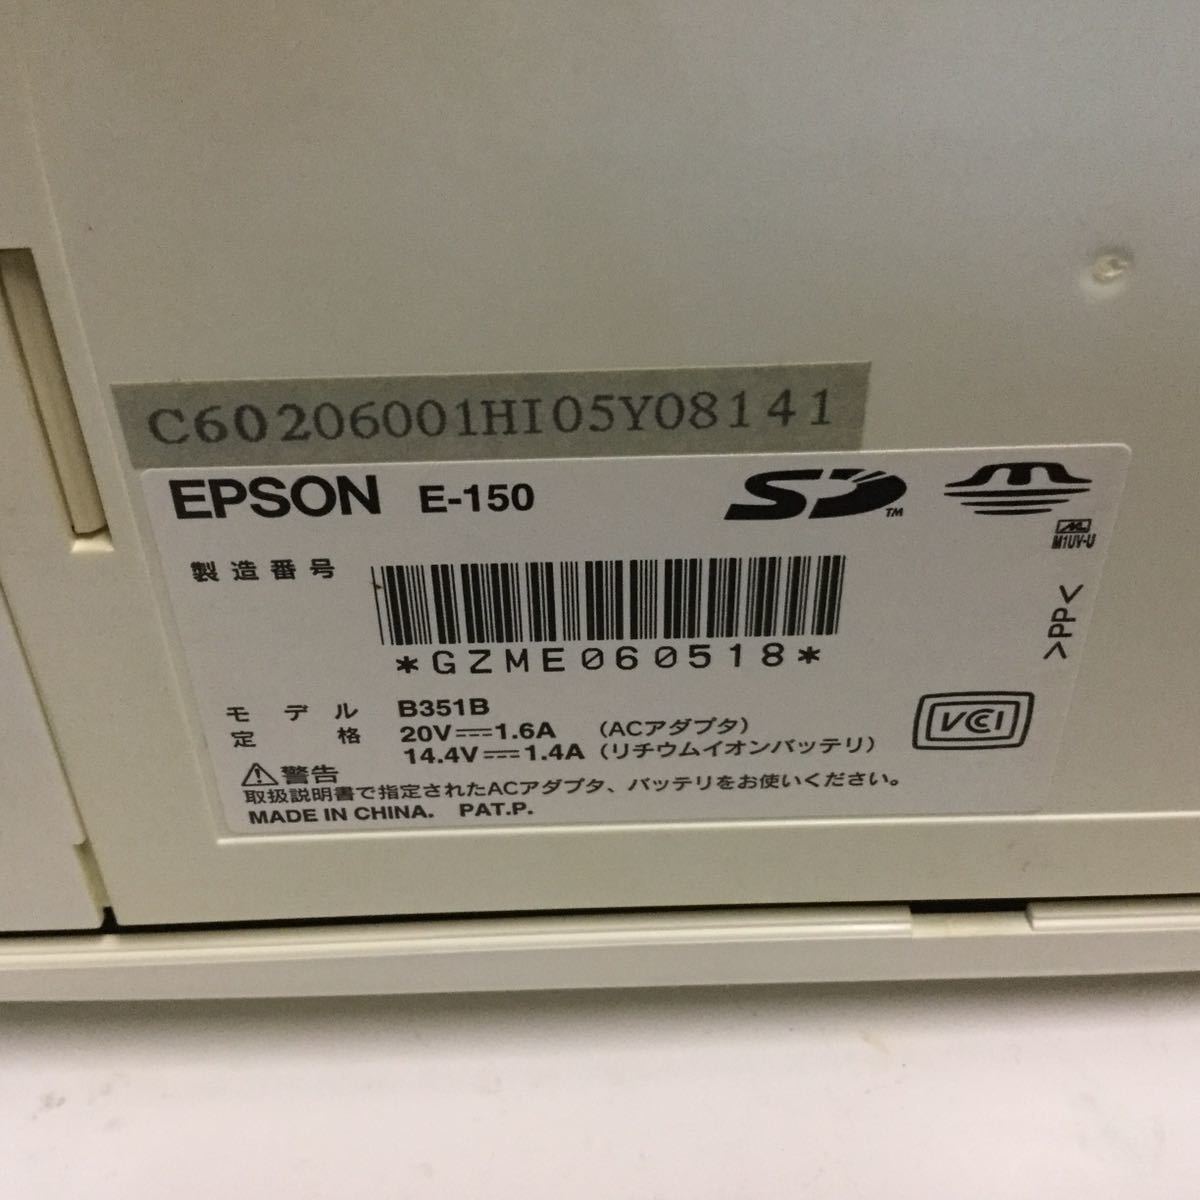 C60206001HI05Y08141
EPSON E-150
SD™
M1UV-U
製造番号
*GZME060518*
>PP<
モデル B351B
定格 20V⎓1.6A (ACアダプタ)
14.4V⎓1.4A (リチウムイオンバッテリ)
VCCI
⚠警告
取扱説明書で指定されたACアダプタ、バッテリをお使いください。
MADE IN CHINA. PAT.P.